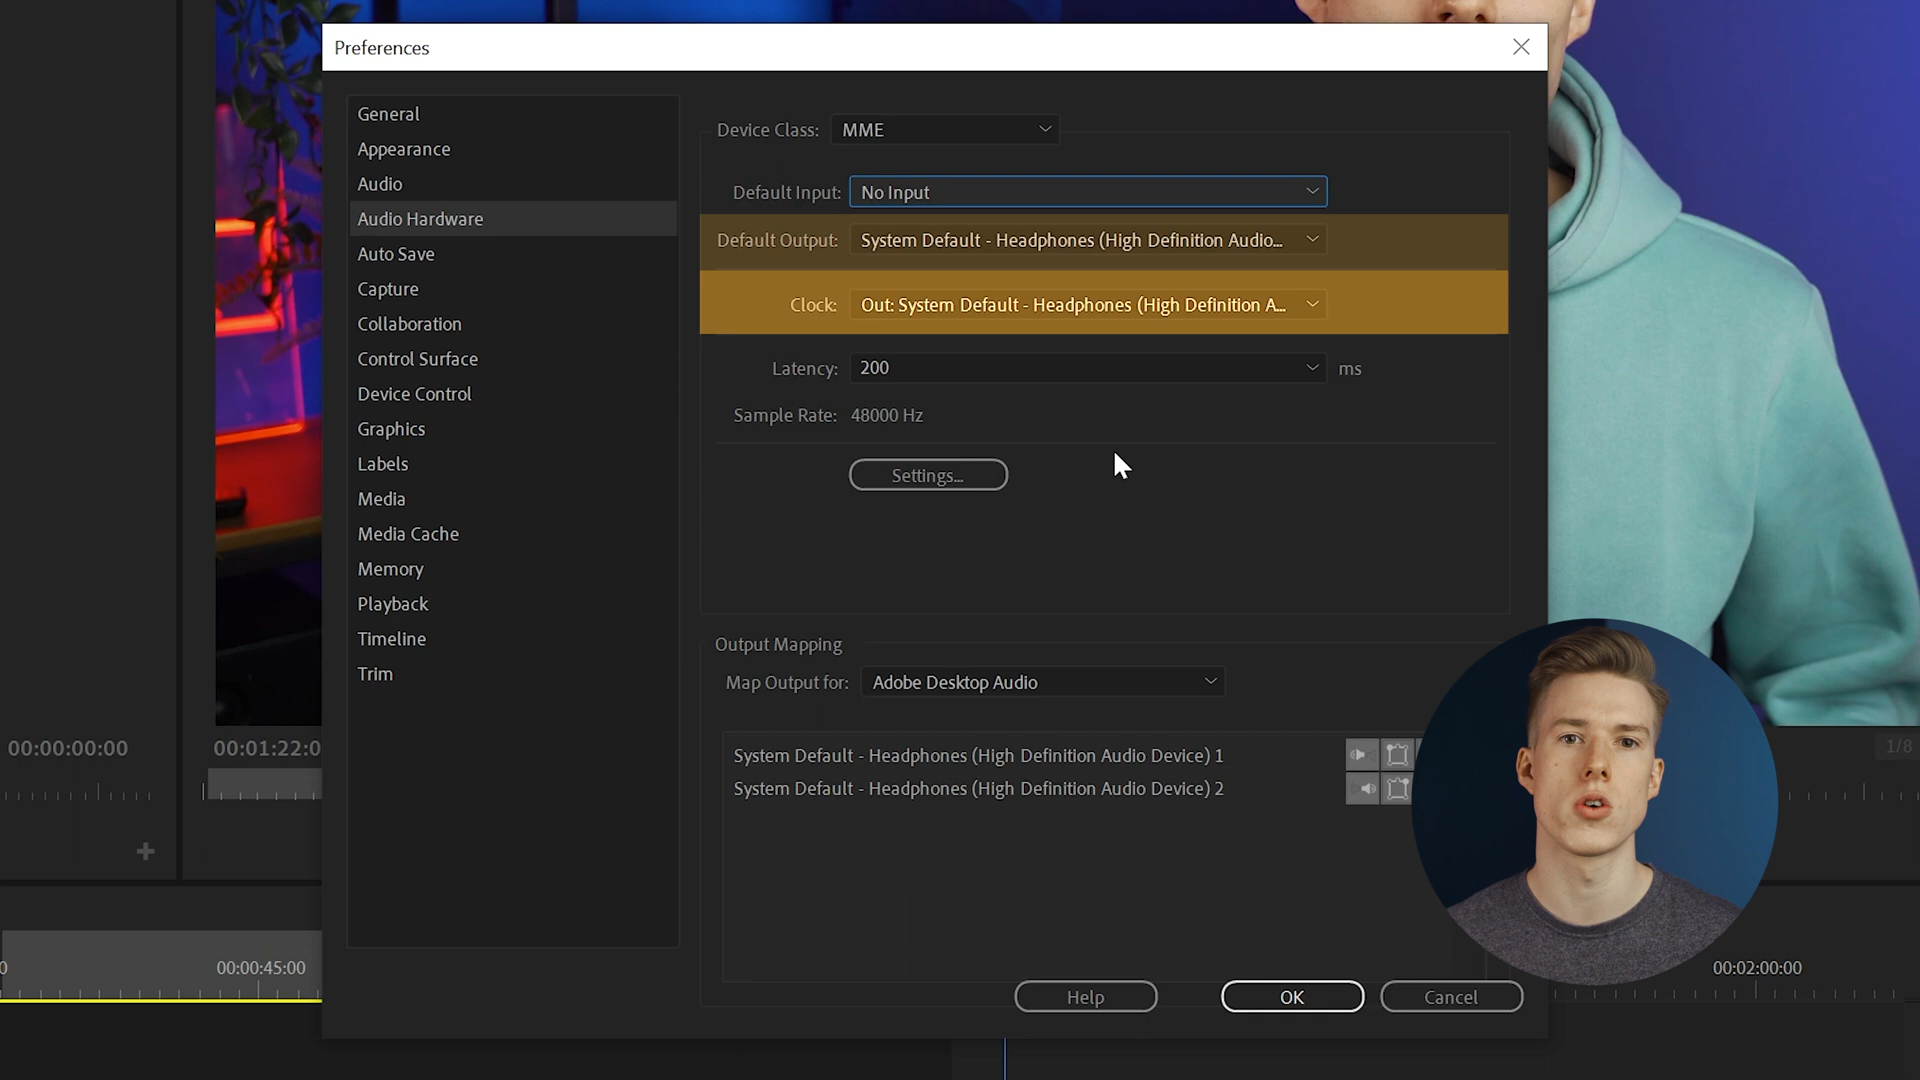 Preferences
General
Appearance
Audio
Audio Hardware
Auto Save
Capture
Collaboration
Control Surface
Device Control
Graphics
Labels
Media
Media Cache
Memory
Playback
Timeline
Trim
Device Class: MME
Default Input: No Input
Default Output: System Default - Headphones (High Definition Audio...
Clock: Out: System Default - Headphones (High Definition A...
Latency: 200 ms
Sample Rate: 48000 Hz
Settings...
Output Mapping
Map Output for: Adobe Desktop Audio
System Default - Headphones (High Definition Audio Device) 1
System Default - Headphones (High Definition Audio Device) 2
Help OK Cancel
00:00:00:00
00:01:22:0
1/8
0
00:00:45:00
00:02:00:00